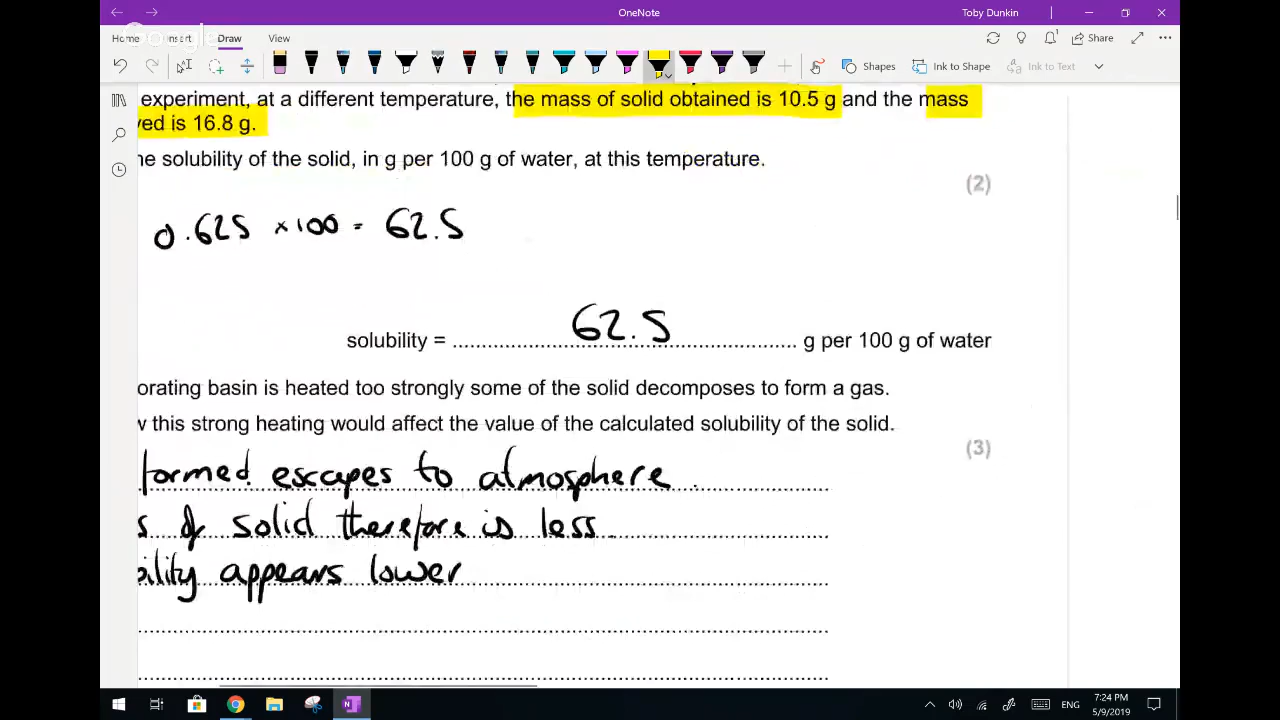 OneNote
Toby Dunkin
Google
Home Draw View
Share
Shapes Ink to Shape Ink to Text
experiment, at a different temperature, the mass of solid obtained is 10.5 g and the mass
ved is 16.8 g.
he solubility of the solid, in g per 100 g of water, at this temperature.
(2)
0.625 × 100 = 62.5
62.5
solubility = .......... g per 100 g of water
orating basin is heated too strongly some of the solid decomposes to form a gas.
w this strong heating would affect the value of the calculated solubility of the solid.
(3)
formed escapes to atmosphere.
s of solid therefore is less.
bility appears lower
ENG
7:24 PM
5/9/2019